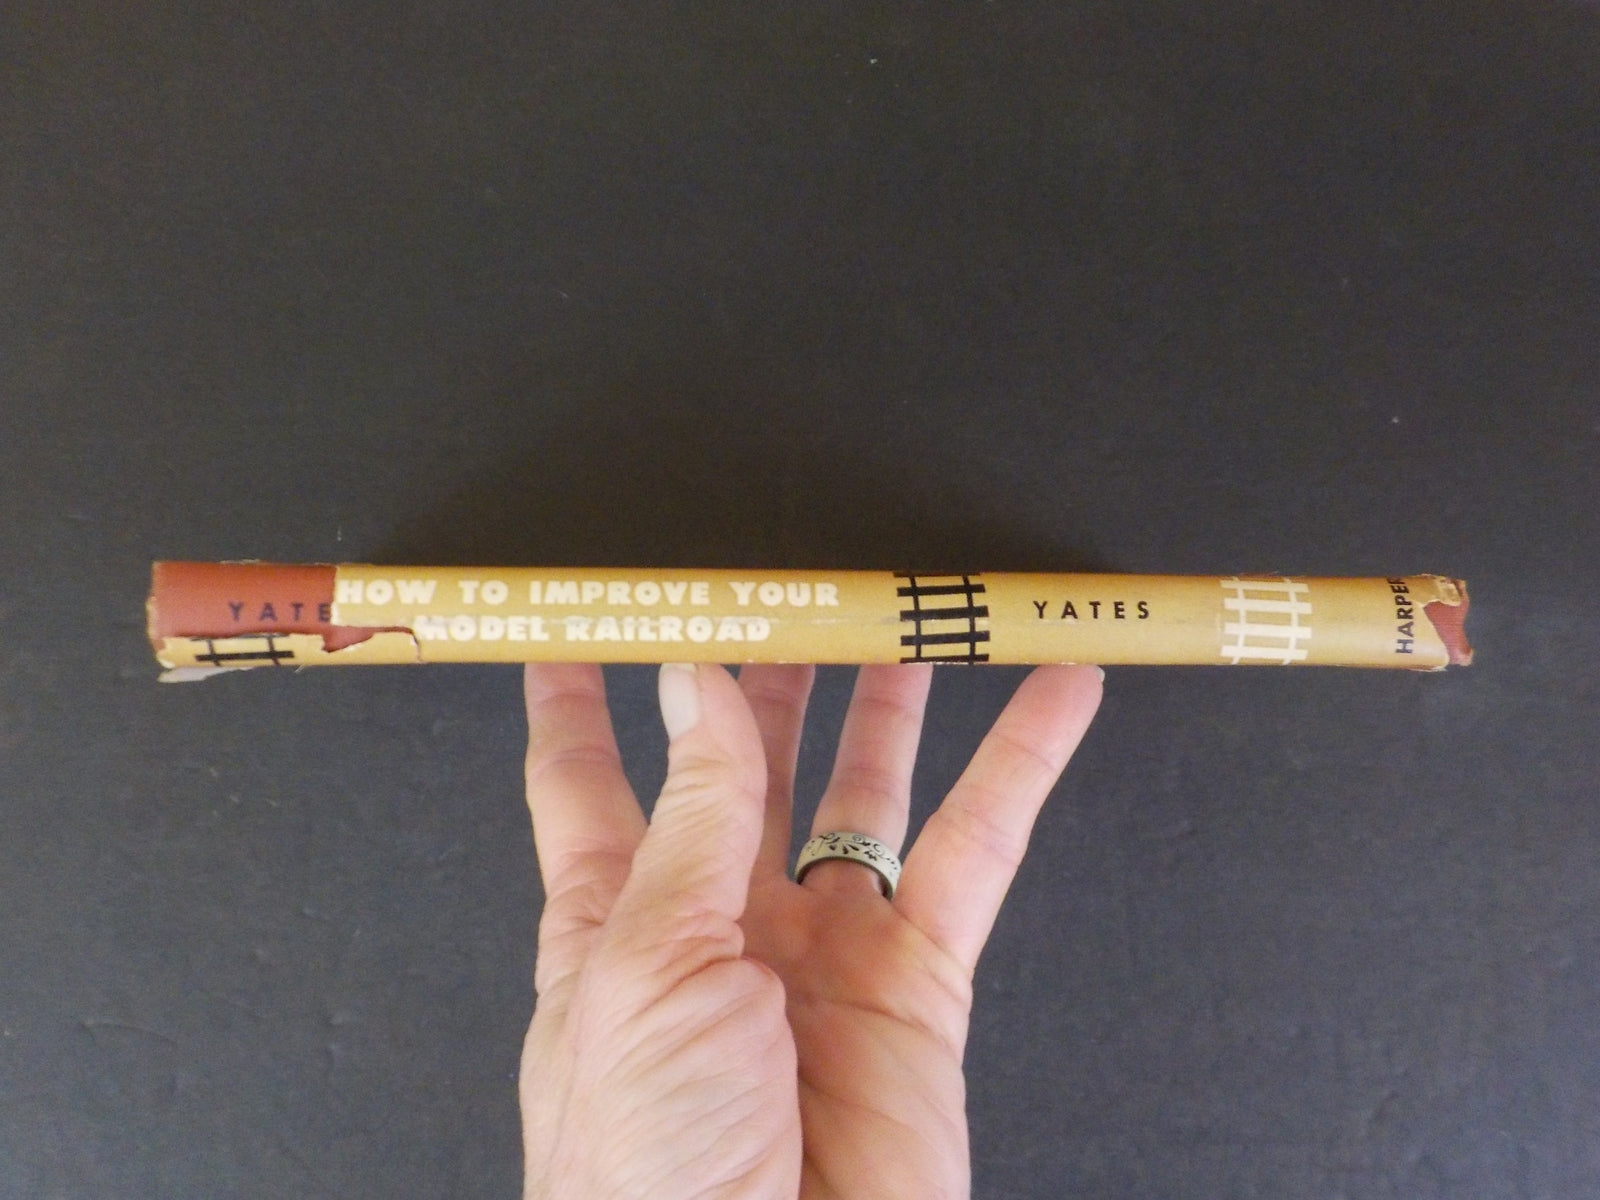 YATE
HOW TO IMPROVE YOUR
MODEL RAILROAD
YATES
HARPER